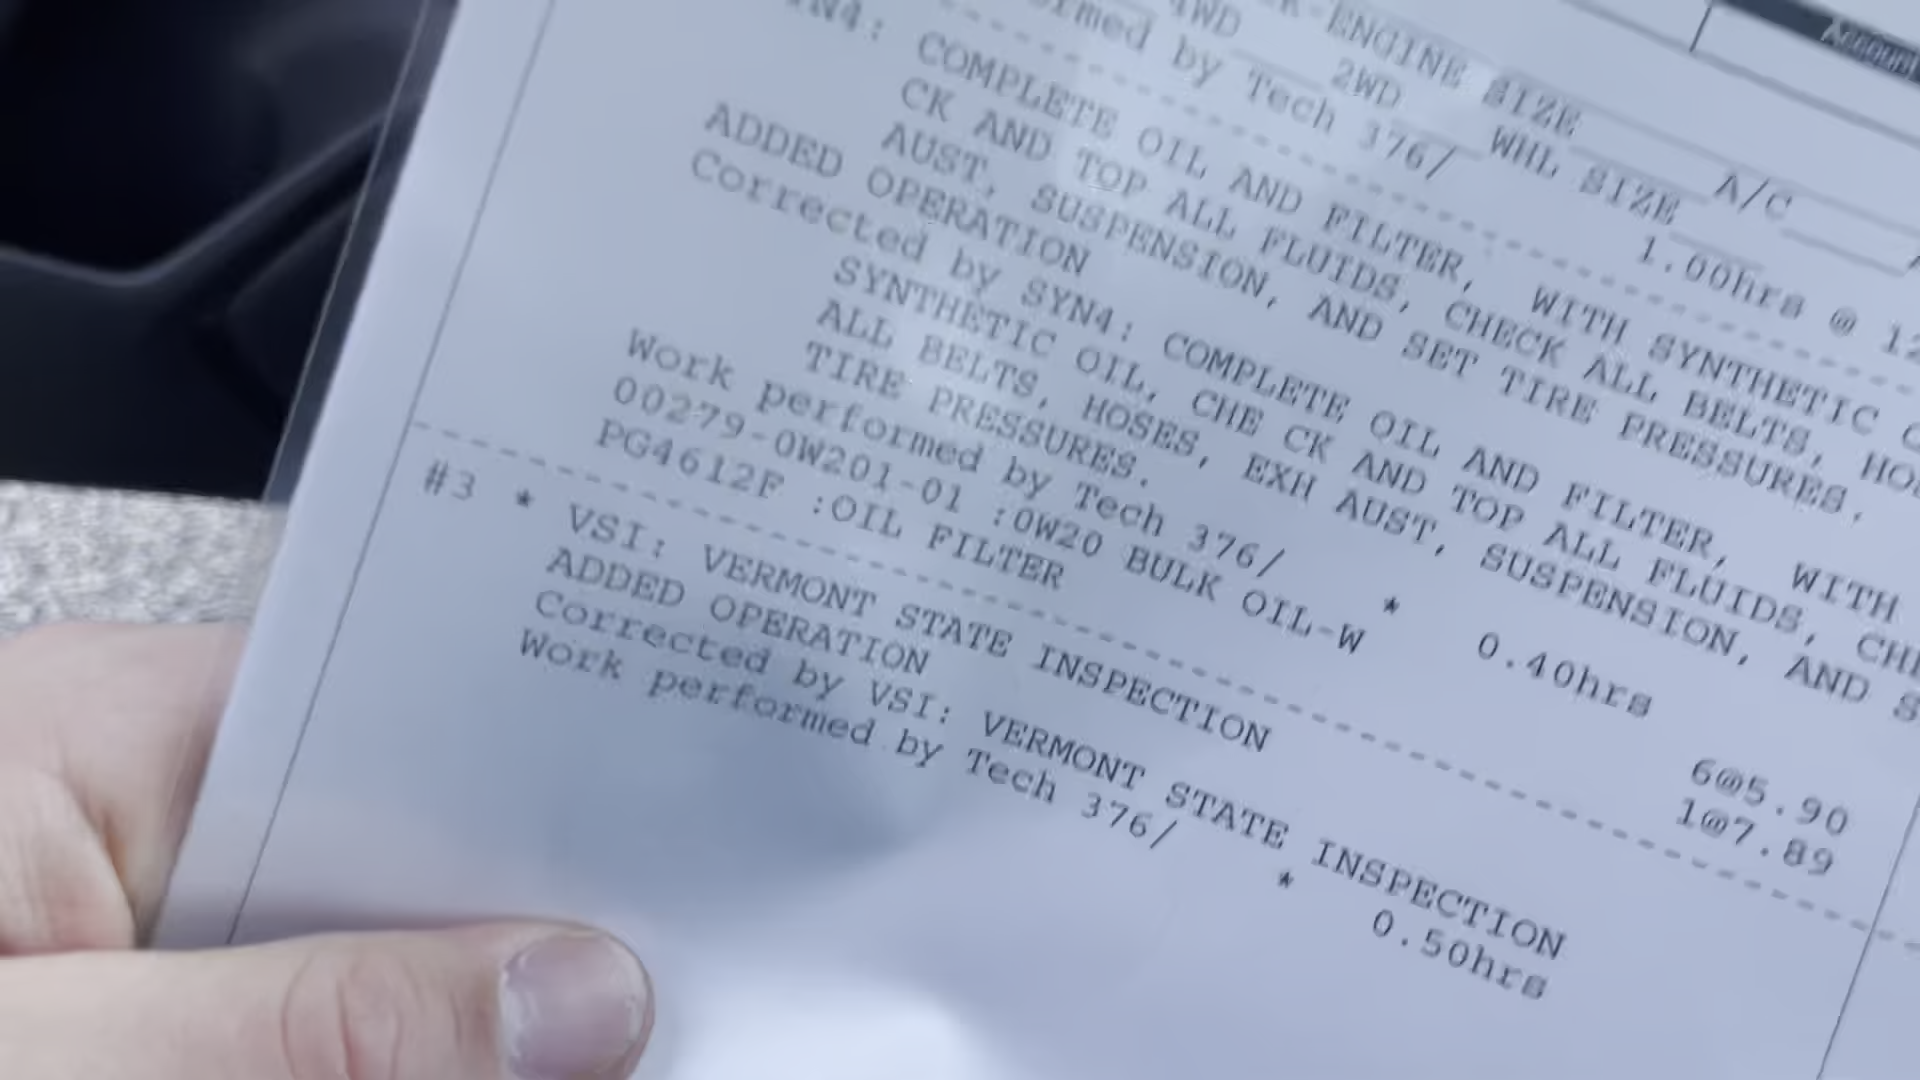 Account
ENGINE SIZE
4WD 2WD WHL SIZE A/C
by Tech 376/ 1.00hrs @
COMPLETE OIL AND FILTER, WITH SYNTHETIC
CK AND TOP ALL FLUIDS, CHECK ALL BELTS,
AUST, SUSPENSION, AND SET TIRE PRESSURES.
ADDED OPERATION
Corrected by SYN4: COMPLETE OIL AND FILTER, WITH
SYNTHETIC OIL, CHE CK AND TOP ALL FLUIDS,
ALL BELTS, HOSES, EXH AUST, SUSPENSION, AND
TIRE PRESSURES.
Work performed by Tech 376/ * 0.40hrs
00279-0W201-01 :0W20 BULK OIL-W 6@5.90
PG4612F :OIL FILTER 1@7.89
#3 * VSI: VERMONT STATE INSPECTION
ADDED OPERATION
Corrected by VSI: VERMONT STATE INSPECTION
Work performed by Tech 376/ * 0.50hrs